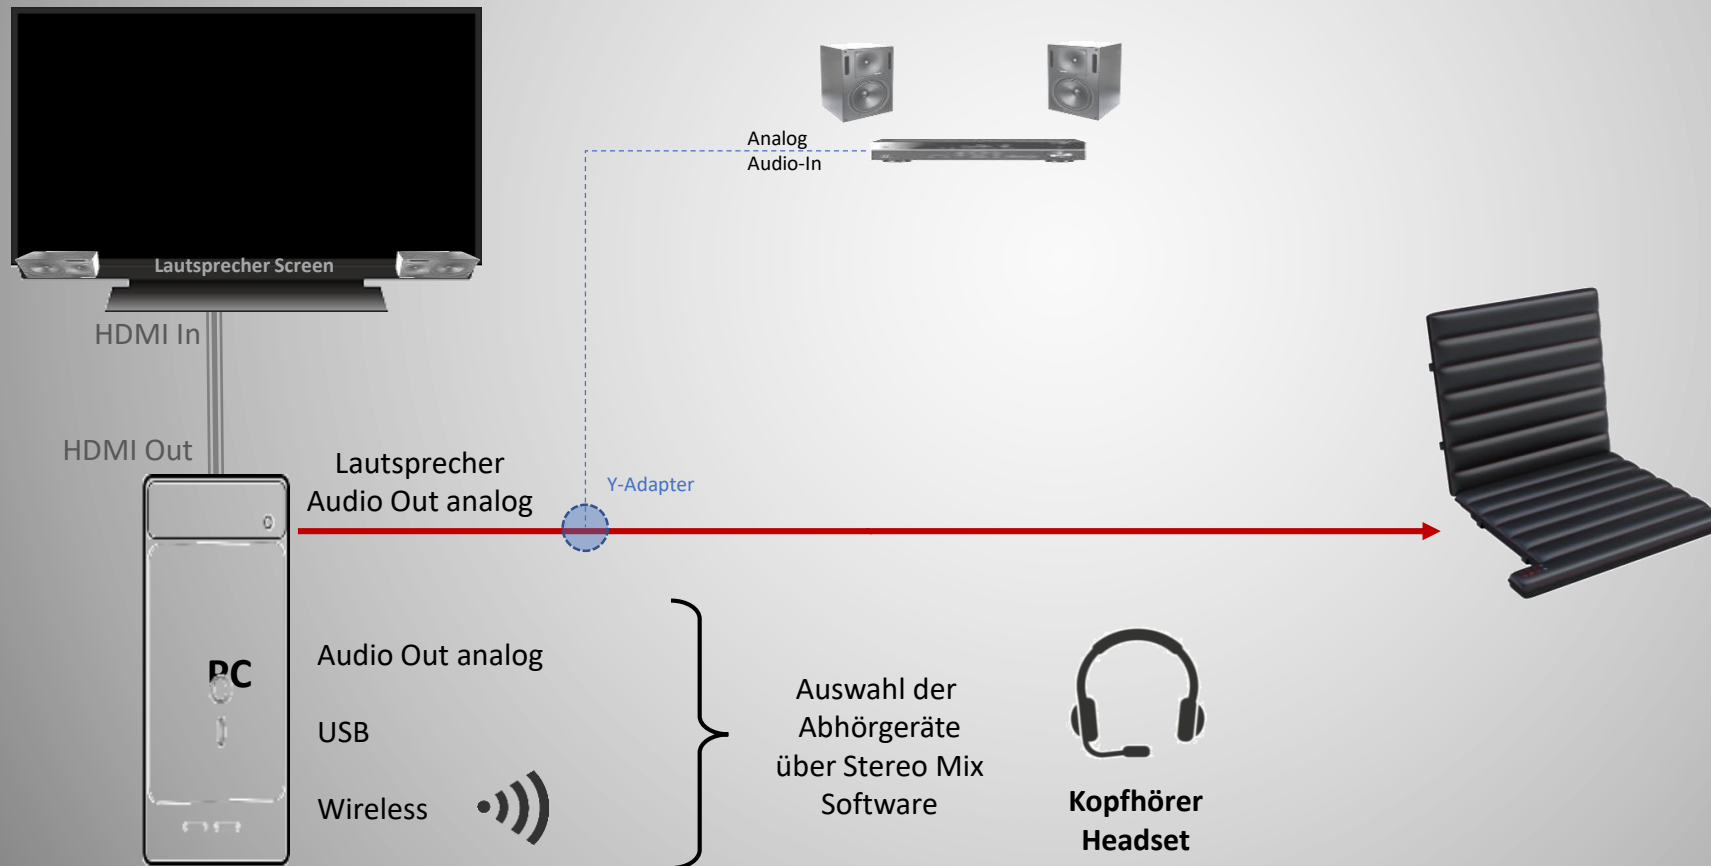 Lautsprecher Screen
HDMI In
HDMI Out
Analog
Audio-In
Lautsprecher
Audio Out analog
Y-Adapter
PC
Audio Out analog
USB
Wireless
Auswahl der
Abhörgeräte
über Stereo Mix
Software
Kopfhörer
Headset